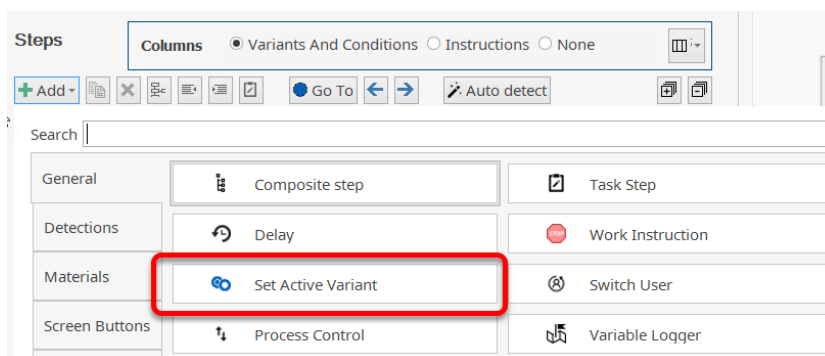 Steps
Columns Variants And Conditions Instructions None
Add Go To Auto detect
Search
General Composite step Task Step
Detections Delay STOP Work Instruction
Materials Set Active Variant Switch User
Screen Buttons Process Control Variable Logger